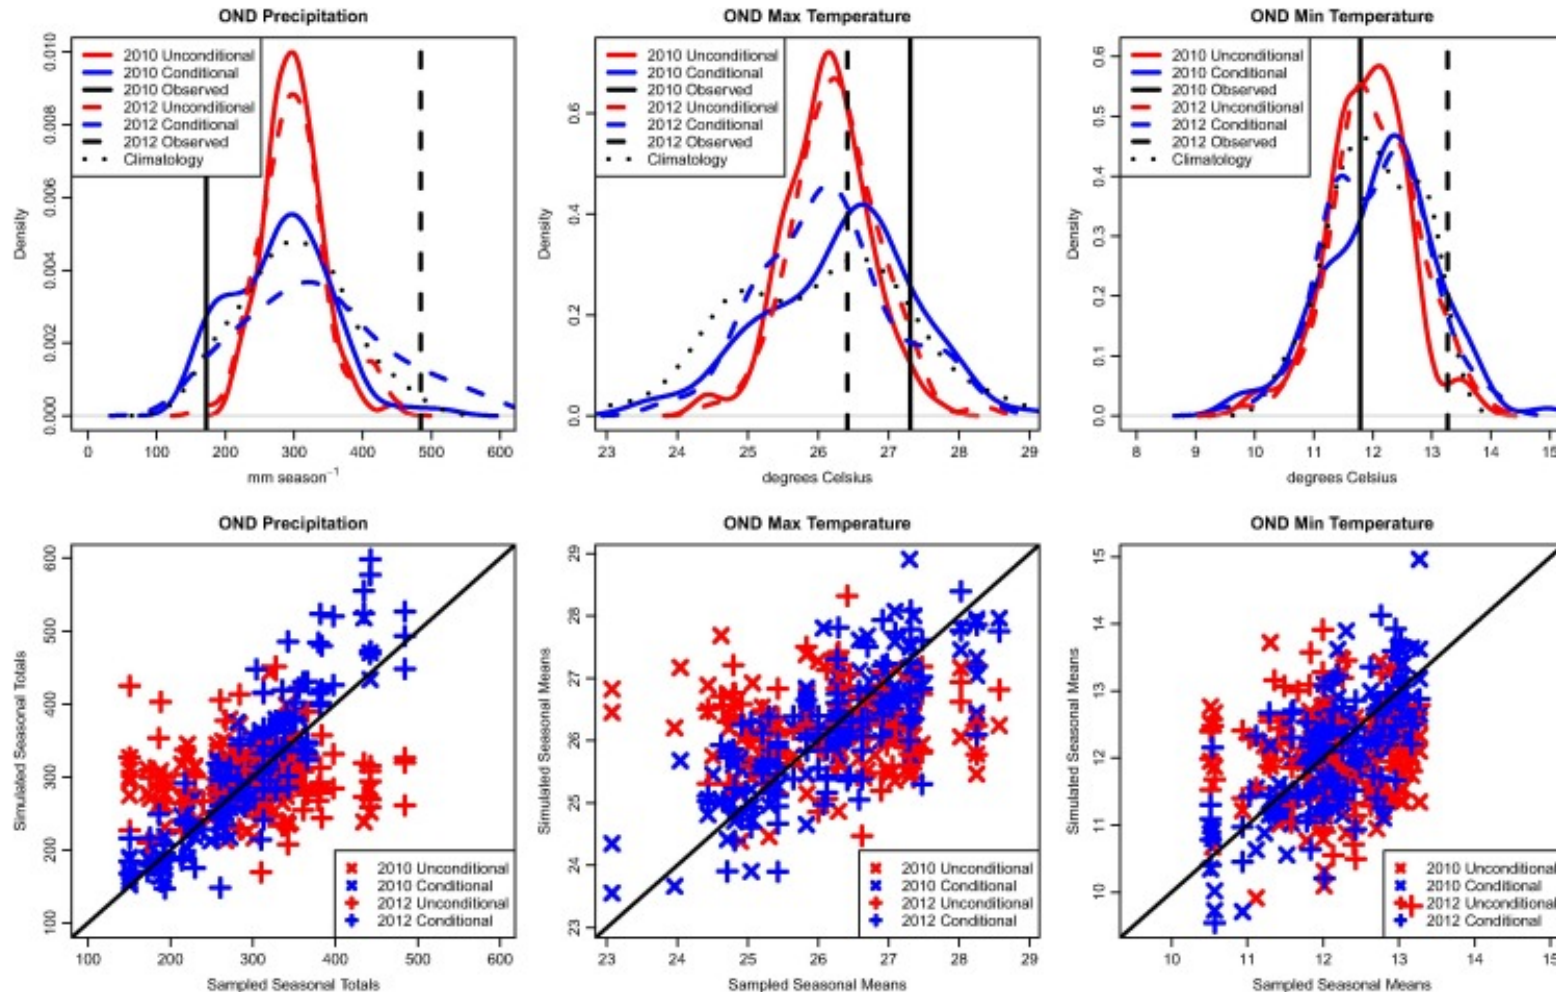 OND Precipitation
2010 Unconditional
2010 Conditional
2010 Observed
2012 Unconditional
2012 Conditional
2012 Observed
Climatology
Density
0.000 0.002 0.004 0.006 0.008 0.010
0 100 200 300 400 500 600
mm season⁻¹
OND Max Temperature
2010 Unconditional
2010 Conditional
2010 Observed
2012 Unconditional
2012 Conditional
2012 Observed
Climatology
Density
0.0 0.2 0.4 0.6
23 24 25 26 27 28 29
degrees Celsius
OND Min Temperature
2010 Unconditional
2010 Conditional
2010 Observed
2012 Unconditional
2012 Conditional
2012 Observed
Climatology
Density
0.0 0.1 0.2 0.3 0.4 0.5 0.6
8 9 10 11 12 13 14 15
degrees Celsius
OND Precipitation
Simulated Seasonal Totals
100 200 300 400 500 600
2010 Unconditional
2010 Conditional
2012 Unconditional
2012 Conditional
100 200 300 400 500 600
Sampled Seasonal Totals
OND Max Temperature
Simulated Seasonal Means
23 24 25 26 27 28 29
2010 Unconditional
2010 Conditional
2012 Unconditional
2012 Conditional
23 24 25 26 27 28 29
Sampled Seasonal Means
OND Min Temperature
Simulated Seasonal Means
10 11 12 13 14 15
2010 Unconditional
2010 Conditional
2012 Unconditional
2012 Conditional
10 11 12 13 14 15
Sampled Seasonal Means